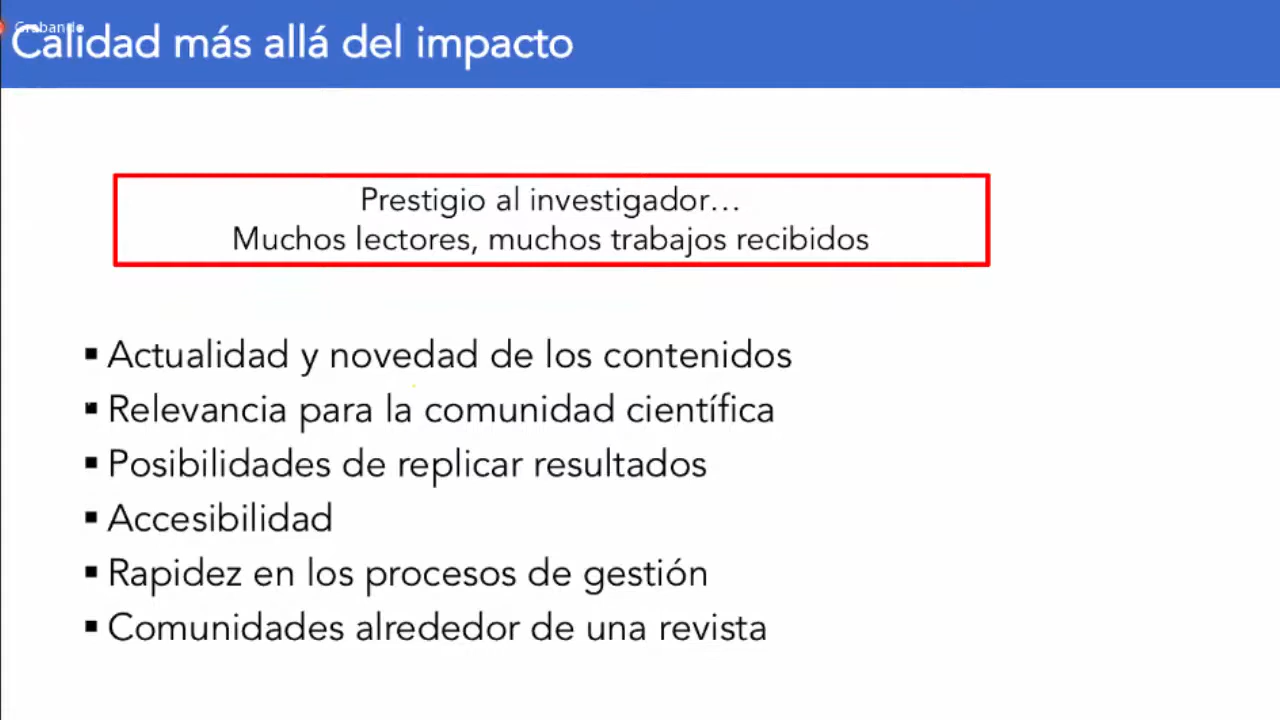 Grabando
Calidad más allá del impacto
Prestigio al investigador...
Muchos lectores, muchos trabajos recibidos
▪ Actualidad y novedad de los contenidos
▪ Relevancia para la comunidad científica
▪ Posibilidades de replicar resultados
▪ Accesibilidad
▪ Rapidez en los procesos de gestión
▪ Comunidades alrededor de una revista